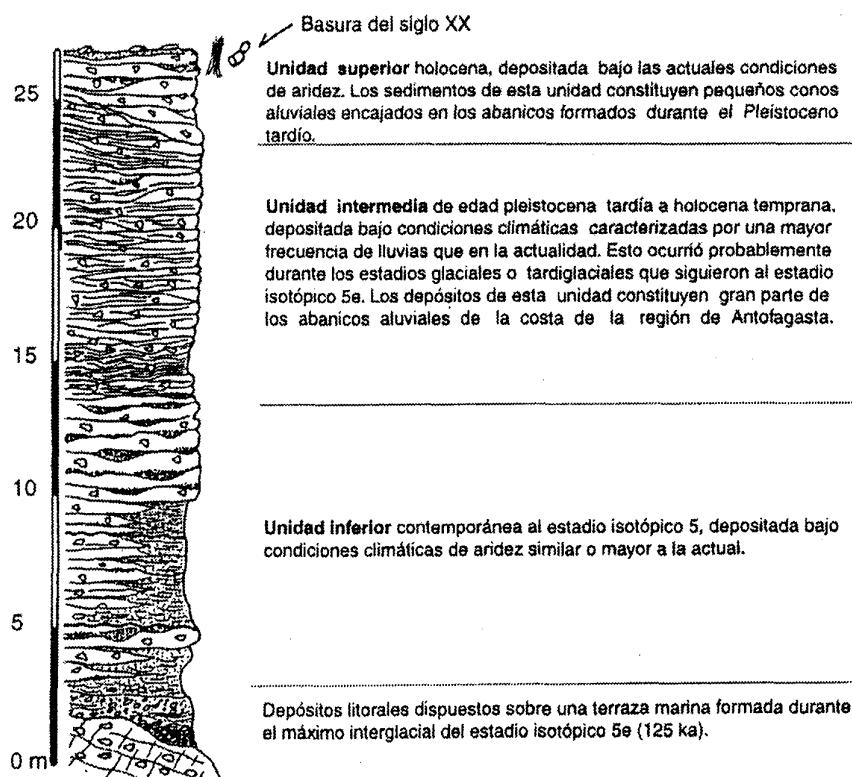 Basura del siglo XX
Unidad superior holocena, depositada bajo las actuales condiciones
de aridez. Los sedimentos de esta unidad constituyen pequeños conos
aluviales encajados en los abanicos formados durante el Pleistoceno
tardío.
25
Unidad intermedia de edad pleistocena tardía a holocena temprana,
depositada bajo condiciones climáticas caracterizadas por una mayor
frecuencia de lluvias que en la actualidad. Esto ocurrió probablemente
durante los estadios glaciales o tardiglaciales que siguieron al estadio
isotópico 5e. Los depósitos de esta unidad constituyen gran parte de
los abanicos aluviales de la costa de la región de Antofagasta.
20
15
10
Unidad inferior contemporánea al estadio isotópico 5, depositada bajo
condiciones climáticas de aridez similar o mayor a la actual.
5
Depósitos litorales dispuestos sobre una terraza marina formada durante
el máximo interglacial del estadio isotópico 5e (125 ka).
0 m